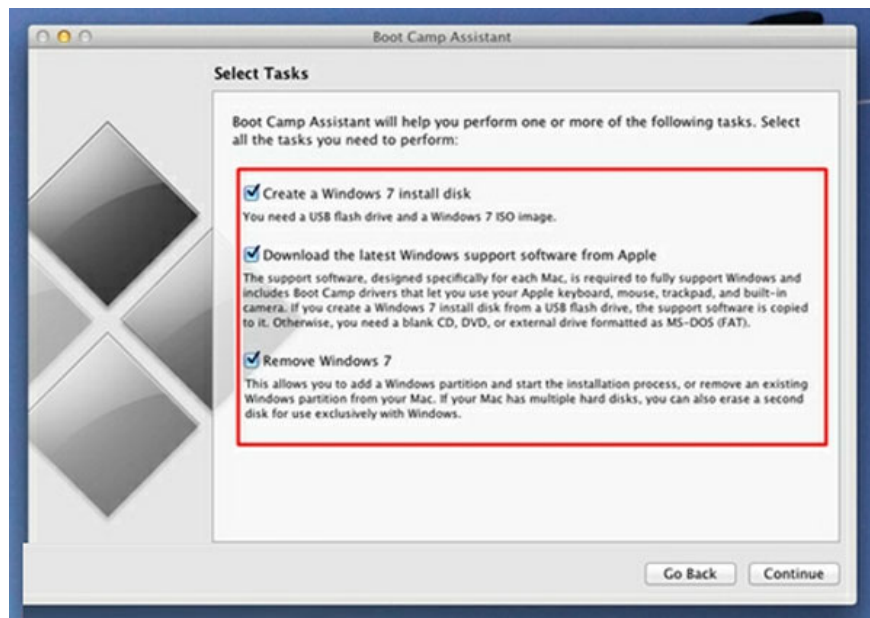 Boot Camp Assistant
Select Tasks
Boot Camp Assistant will help you perform one or more of the following tasks. Select
all the tasks you need to perform:
Create a Windows 7 install disk
You need a USB flash drive and a Windows 7 ISO image.
Download the latest Windows support software from Apple
The support software, designed specifically for each Mac, is required to fully support Windows and
includes Boot Camp drivers that let you use your Apple keyboard, mouse, trackpad, and built-in
camera. If you create a Windows 7 install disk from a USB flash drive, the support software is copied
to it. Otherwise, you need a blank CD, DVD, or external drive formatted as MS-DOS (FAT).
Remove Windows 7
This allows you to add a Windows partition and start the installation process, or remove an existing
Windows partition from your Mac. If your Mac has multiple hard disks, you can also erase a second
disk for use exclusively with Windows.
Go Back
Continue